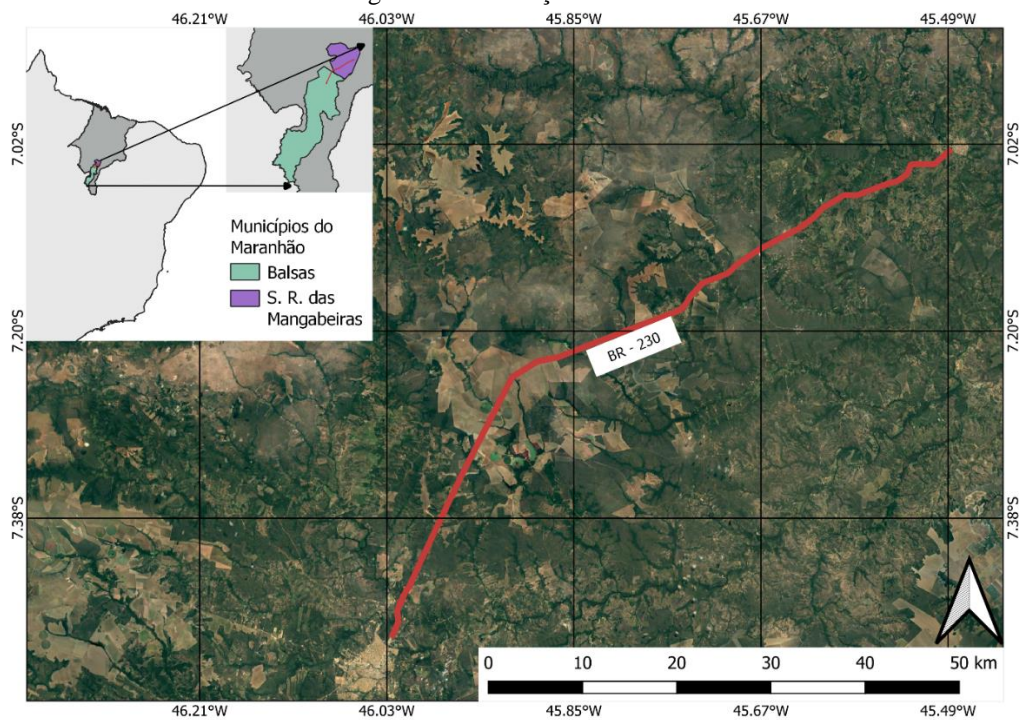 46.21°W 46.03°W 45.85°W 45.67°W 45.49°W
7.02°S 7.02°S
Municípios do
Maranhão
Balsas
S. R. das
Mangabeiras
7.20°S 7.20°S
BR - 230
7.38°S 7.38°S
0 10 20 30 40 50 km
46.21°W 46.03°W 45.85°W 45.67°W 45.49°W